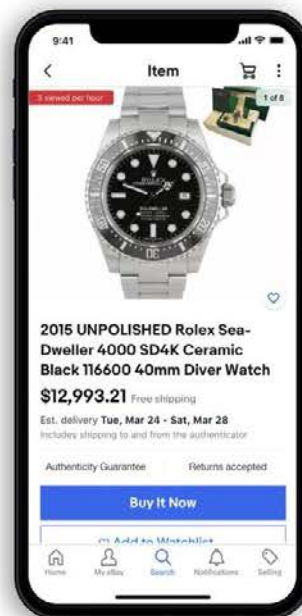 9:41
Item
3 viewed per hour
1 of 8
ROLEX
2015 UNPOLISHED Rolex Sea-
Dweller 4000 SD4K Ceramic
Black 116600 40mm Diver Watch
$12,993.21 Free shipping
Est. delivery Tue, Mar 24 - Sat, Mar 28
Includes shipping to and from the authenticator
Authenticity Guarantee Returns accepted
Buy It Now
Add to Watchlist
Home My eBay Search Notifications Selling